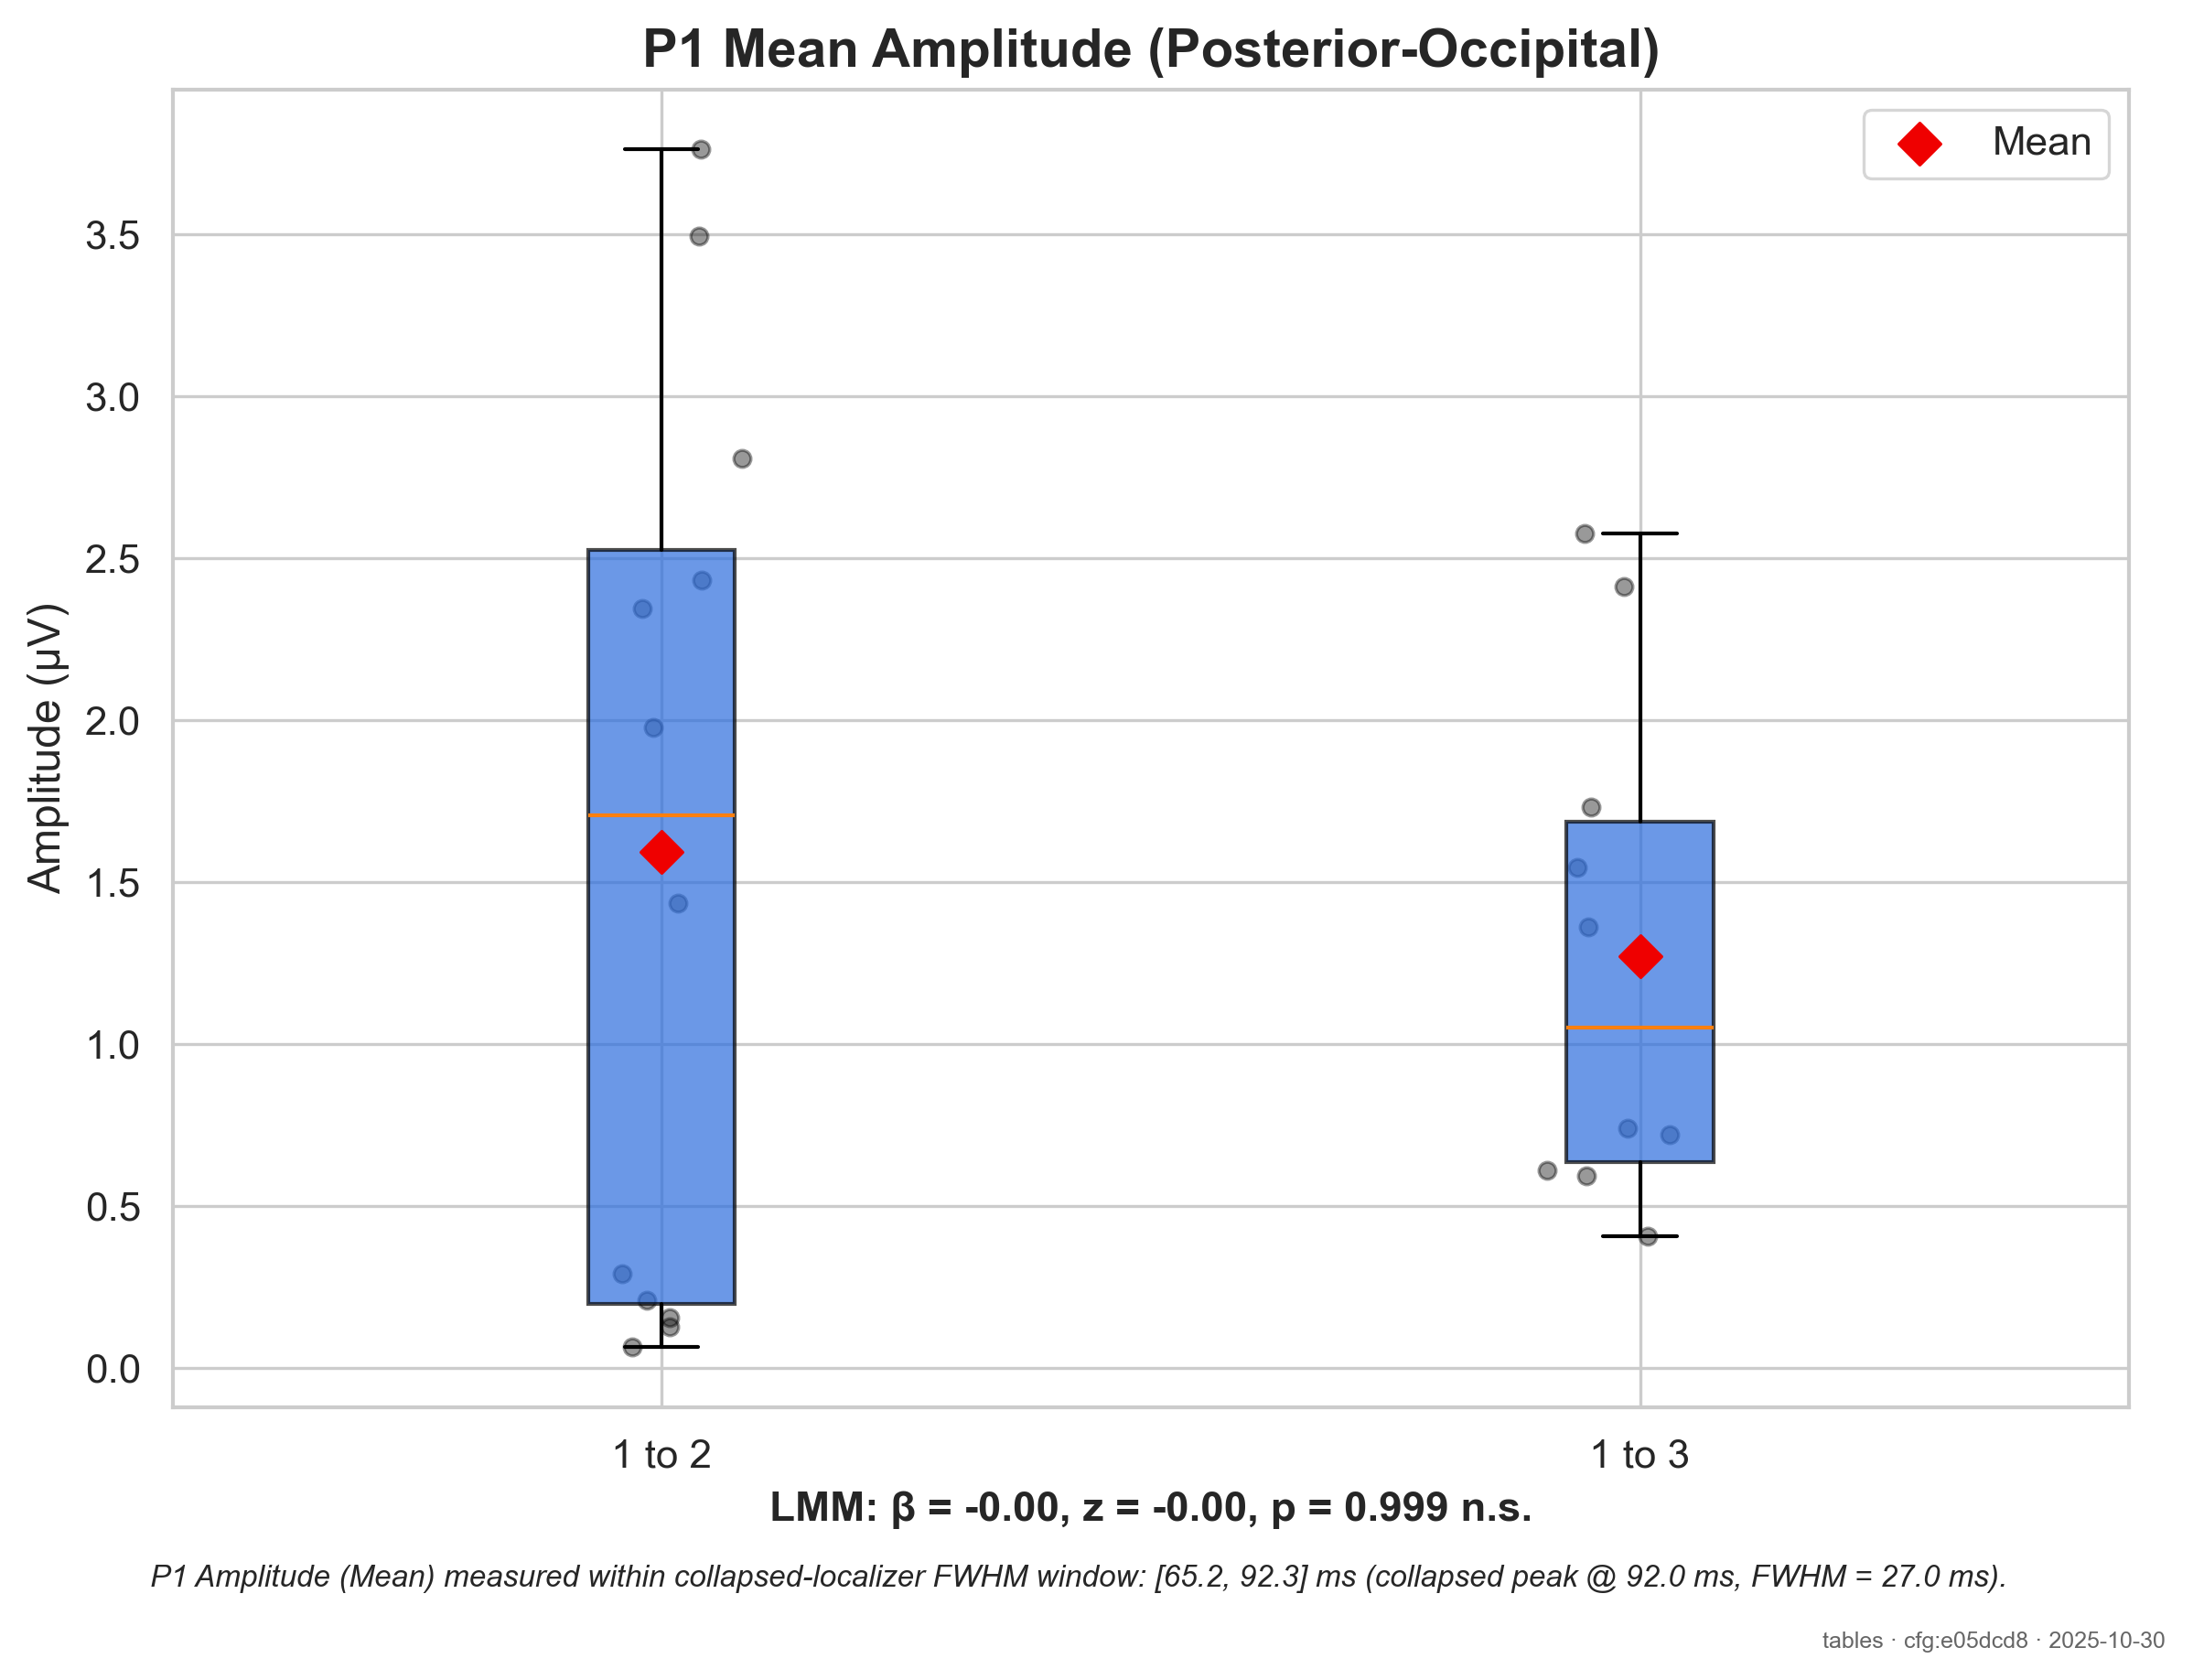 P1 Mean Amplitude (Posterior-Occipital)
Mean
Amplitude (µV)
3.5
3.0
2.5
2.0
1.5
1.0
0.5
0.0
1 to 2
1 to 3
LMM: β = -0.00, z = -0.00, p = 0.999 n.s.
P1 Amplitude (Mean) measured within collapsed-localizer FWHM window: [65.2, 92.3] ms (collapsed peak @ 92.0 ms, FWHM = 27.0 ms).
tables · cfg:e05dcd8 · 2025-10-30